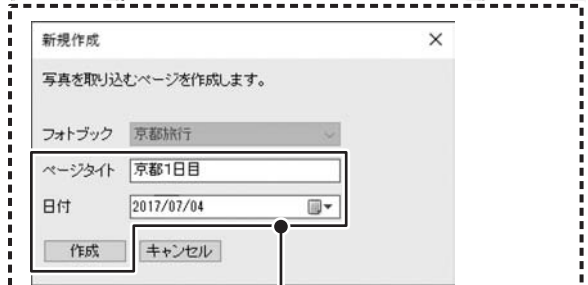 新規作成
写真を取り込むページを作成します。
フォトブック 京都旅行
ページタイト 京都1日目
日付 2017/07/04
作成 キャンセル